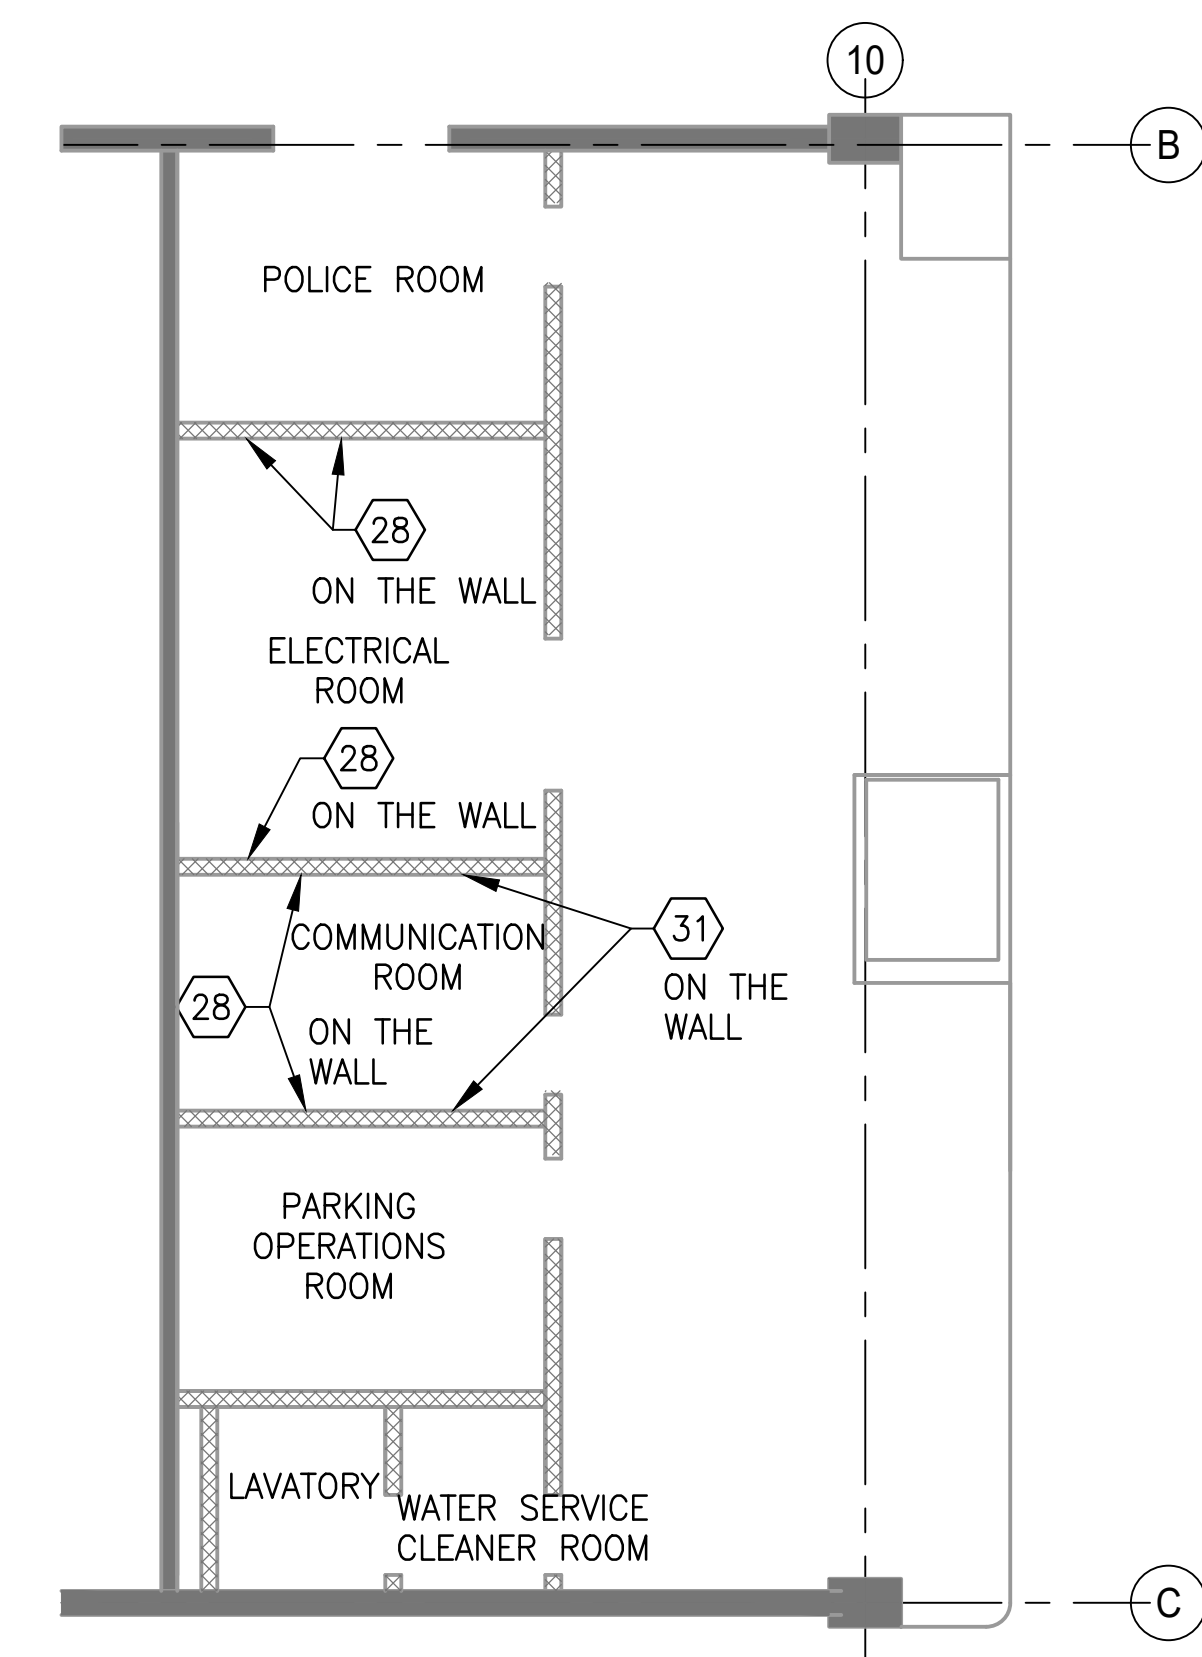 10
B
POLICE ROOM
28
ON THE WALL
ELECTRICAL
ROOM
28
ON THE WALL
COMMUNICATION
ROOM
31
ON THE
WALL
28
ON THE
WALL
PARKING
OPERATIONS
ROOM
LAVATORY
WATER SERVICE
CLEANER ROOM
C